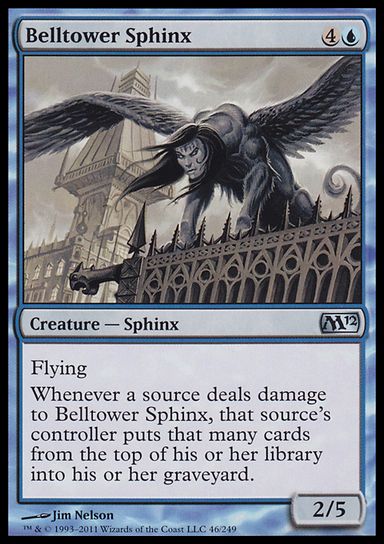 Belltower Sphinx 4
Creature — Sphinx M12
Flying
Whenever a source deals damage
to Belltower Sphinx, that source's
controller puts that many cards
from the top of his or her library
into his or her graveyard.
Jim Nelson
™ & © 1993–2011 Wizards of the Coast LLC 46/249
2/5